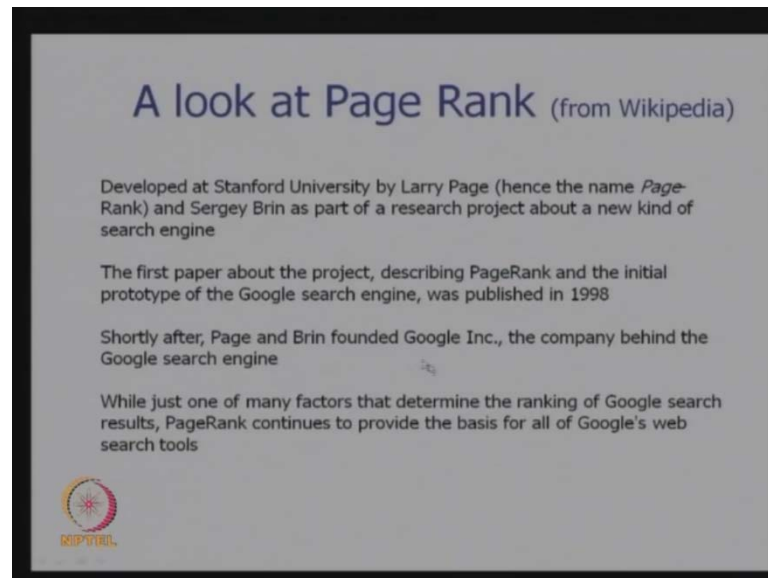 A look at Page Rank (from Wikipedia)
Developed at Stanford University by Larry Page (hence the name Page-
Rank) and Sergey Brin as part of a research project about a new kind of
search engine
The first paper about the project, describing PageRank and the initial
prototype of the Google search engine, was published in 1998
Shortly after, Page and Brin founded Google Inc., the company behind the
Google search engine
While just one of many factors that determine the ranking of Google search
results, PageRank continues to provide the basis for all of Google's web
search tools
NPTEL